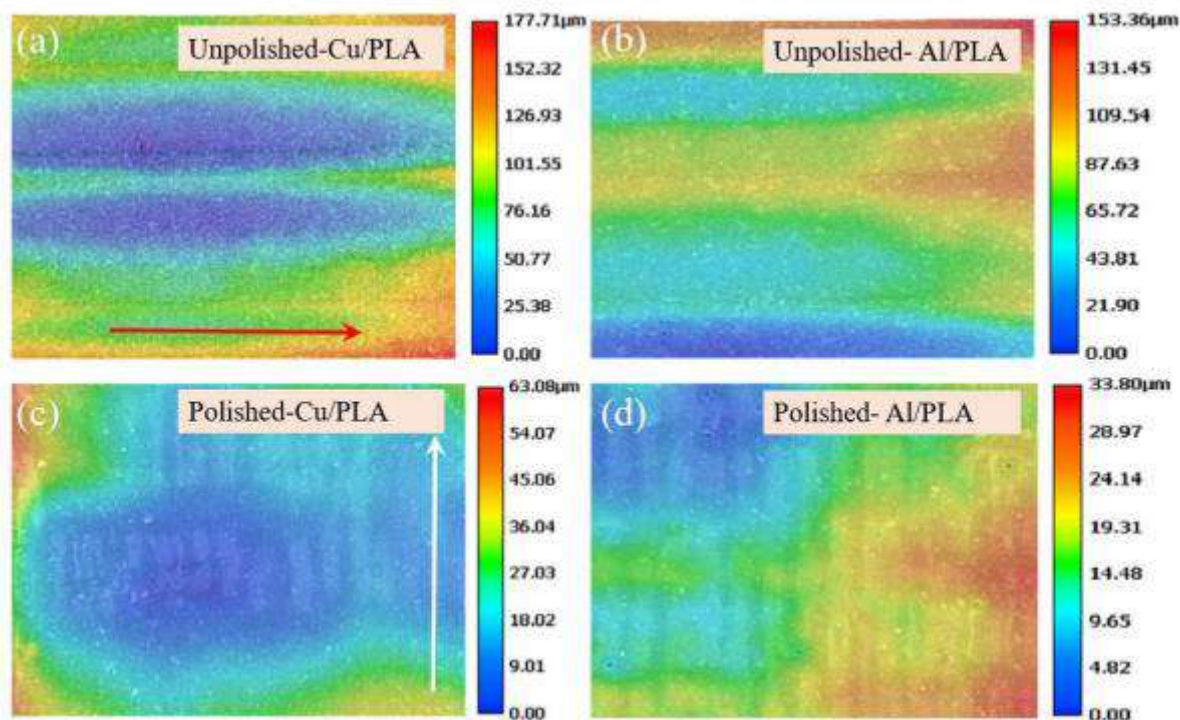 (a)
Unpolished-Cu/PLA
177.71μm
152.32
126.93
101.55
76.16
50.77
25.38
0.00
(b)
Unpolished- Al/PLA
153.36μm
131.45
109.54
87.63
65.72
43.81
21.90
0.00
(c)
Polished-Cu/PLA
63.08μm
54.07
45.06
36.04
27.03
18.02
9.01
0.00
(d)
Polished- Al/PLA
33.80μm
28.97
24.14
19.31
14.48
9.65
4.82
0.00